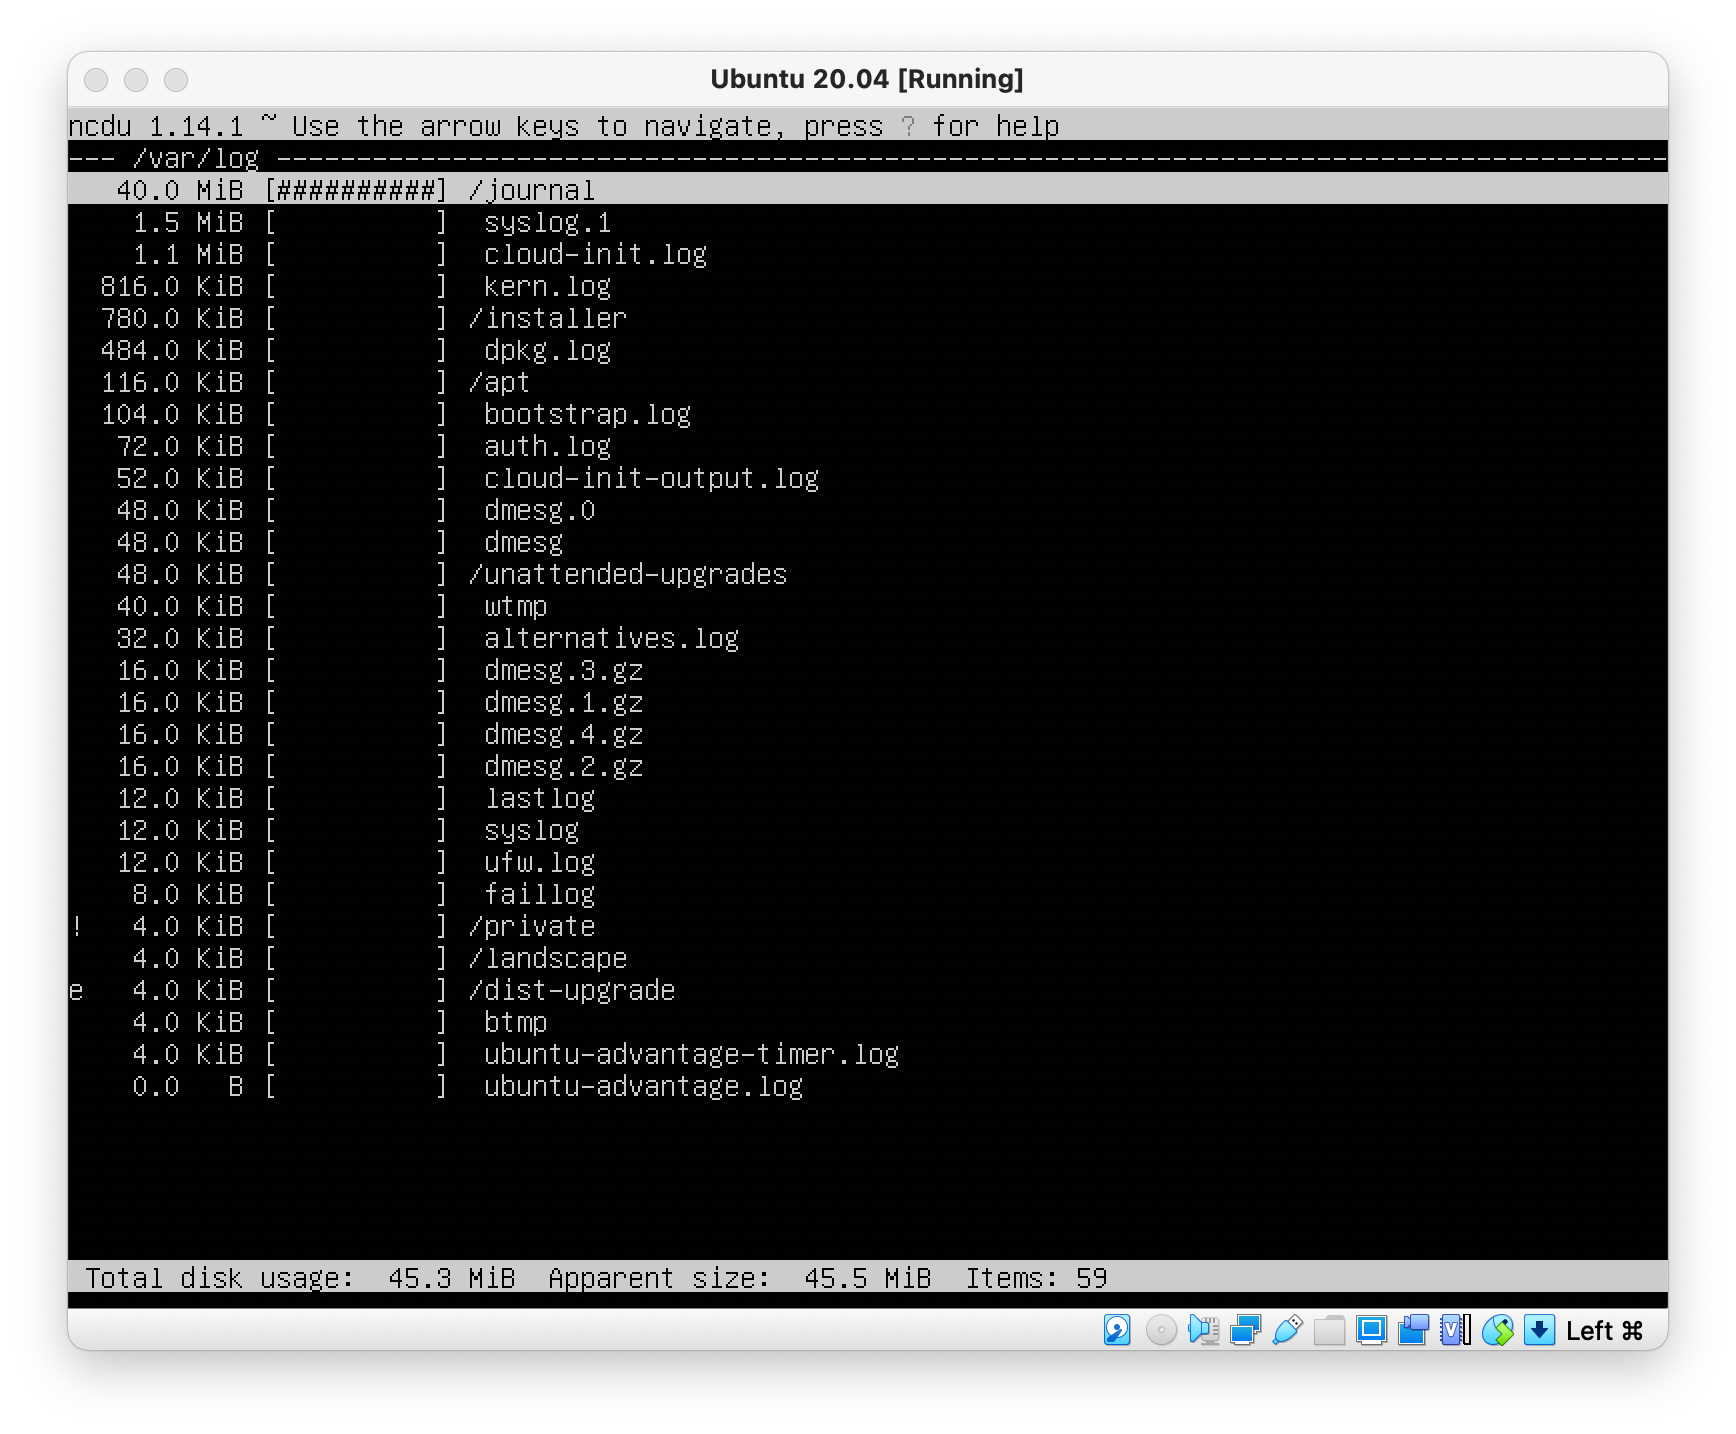 Ubuntu 20.04 [Running]
ncdu 1.14.1 ~ Use the arrow keys to navigate, press ? for help
--- /var/log ---------------------------------------------------------------------------------------
   40.0 MiB [##########] /journal
    1.5 MiB [          ]  syslog.1
    1.1 MiB [          ]  cloud-init.log
  816.0 KiB [          ]  kern.log
  780.0 KiB [          ] /installer
  484.0 KiB [          ]  dpkg.log
  116.0 KiB [          ] /apt
  104.0 KiB [          ]  bootstrap.log
   72.0 KiB [          ]  auth.log
   52.0 KiB [          ]  cloud-init-output.log
   48.0 KiB [          ]  dmesg.0
   48.0 KiB [          ]  dmesg
   48.0 KiB [          ] /unattended-upgrades
   40.0 KiB [          ]  wtmp
   32.0 KiB [          ]  alternatives.log
   16.0 KiB [          ]  dmesg.3.gz
   16.0 KiB [          ]  dmesg.1.gz
   16.0 KiB [          ]  dmesg.4.gz
   16.0 KiB [          ]  dmesg.2.gz
   12.0 KiB [          ]  lastlog
   12.0 KiB [          ]  syslog
   12.0 KiB [          ]  ufw.log
    8.0 KiB [          ]  faillog
!   4.0 KiB [          ] /private
    4.0 KiB [          ] /landscape
e   4.0 KiB [          ] /dist-upgrade
    4.0 KiB [          ]  btmp
    4.0 KiB [          ]  ubuntu-advantage-timer.log
    0.0   B [          ]  ubuntu-advantage.log
 Total disk usage:  45.3 MiB  Apparent size:  45.5 MiB  Items: 59
Left ⌘